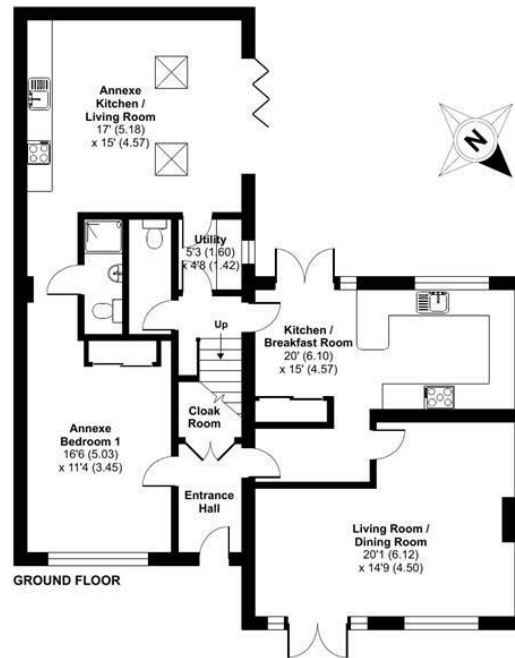 Annexe
Kitchen /
Living Room
17' (5.18)
x 15' (4.57)
N
Utility
5'3 (1.60)
x 4'8 (1.42)
Up
Kitchen /
Breakfast Room
20' (6.10)
x 15' (4.57)
Cloak
Room
Annexe
Bedroom 1
16'6 (5.03)
x 11'4 (3.45)
Entrance
Hall
Living Room /
Dining Room
20'1 (6.12)
x 14'9 (4.50)
GROUND FLOOR